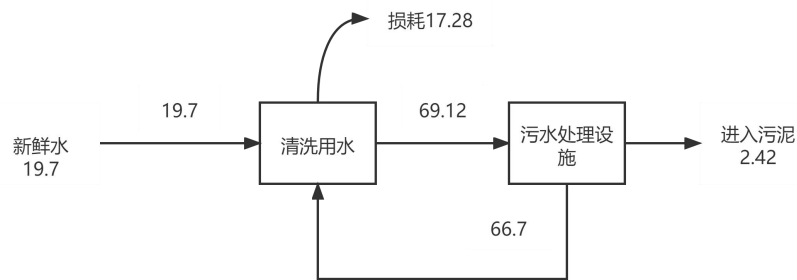 损耗17.28
19.7
69.12
新鲜水
19.7
清洗用水
污水处理设
施
进入污泥
2.42
66.7